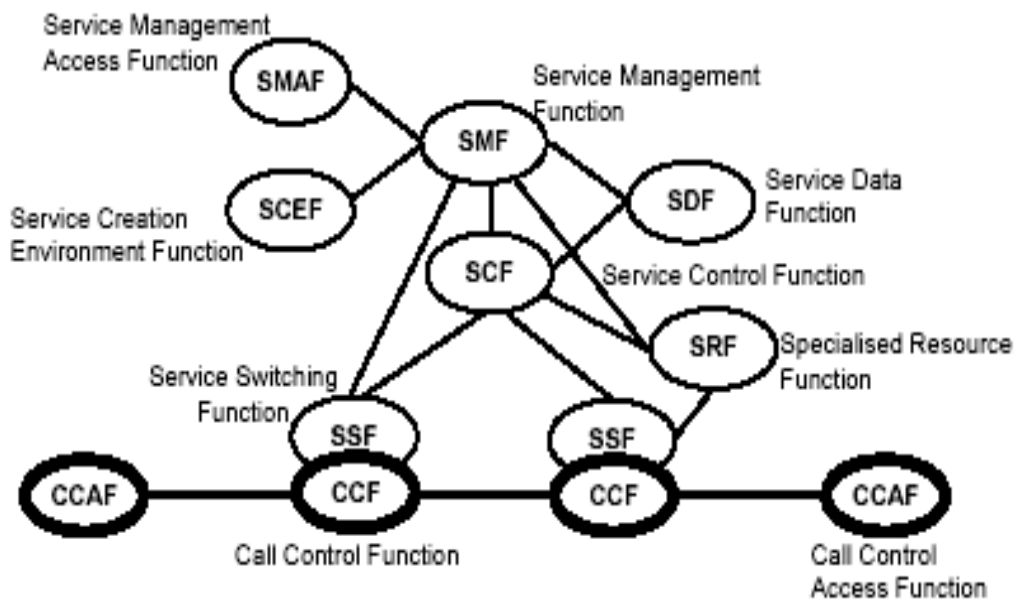 Service Management
Access Function
SMAF
Service Management
Function
SMF
SCEF
SDF
Service Data
Function
Service Creation
Environment Function
SCF
Service Control Function
SRF
Specialised Resource
Function
Service Switching
Function
SSF
SSF
CCAF
CCF
CCF
CCAF
Call Control Function
Call Control
Access Function